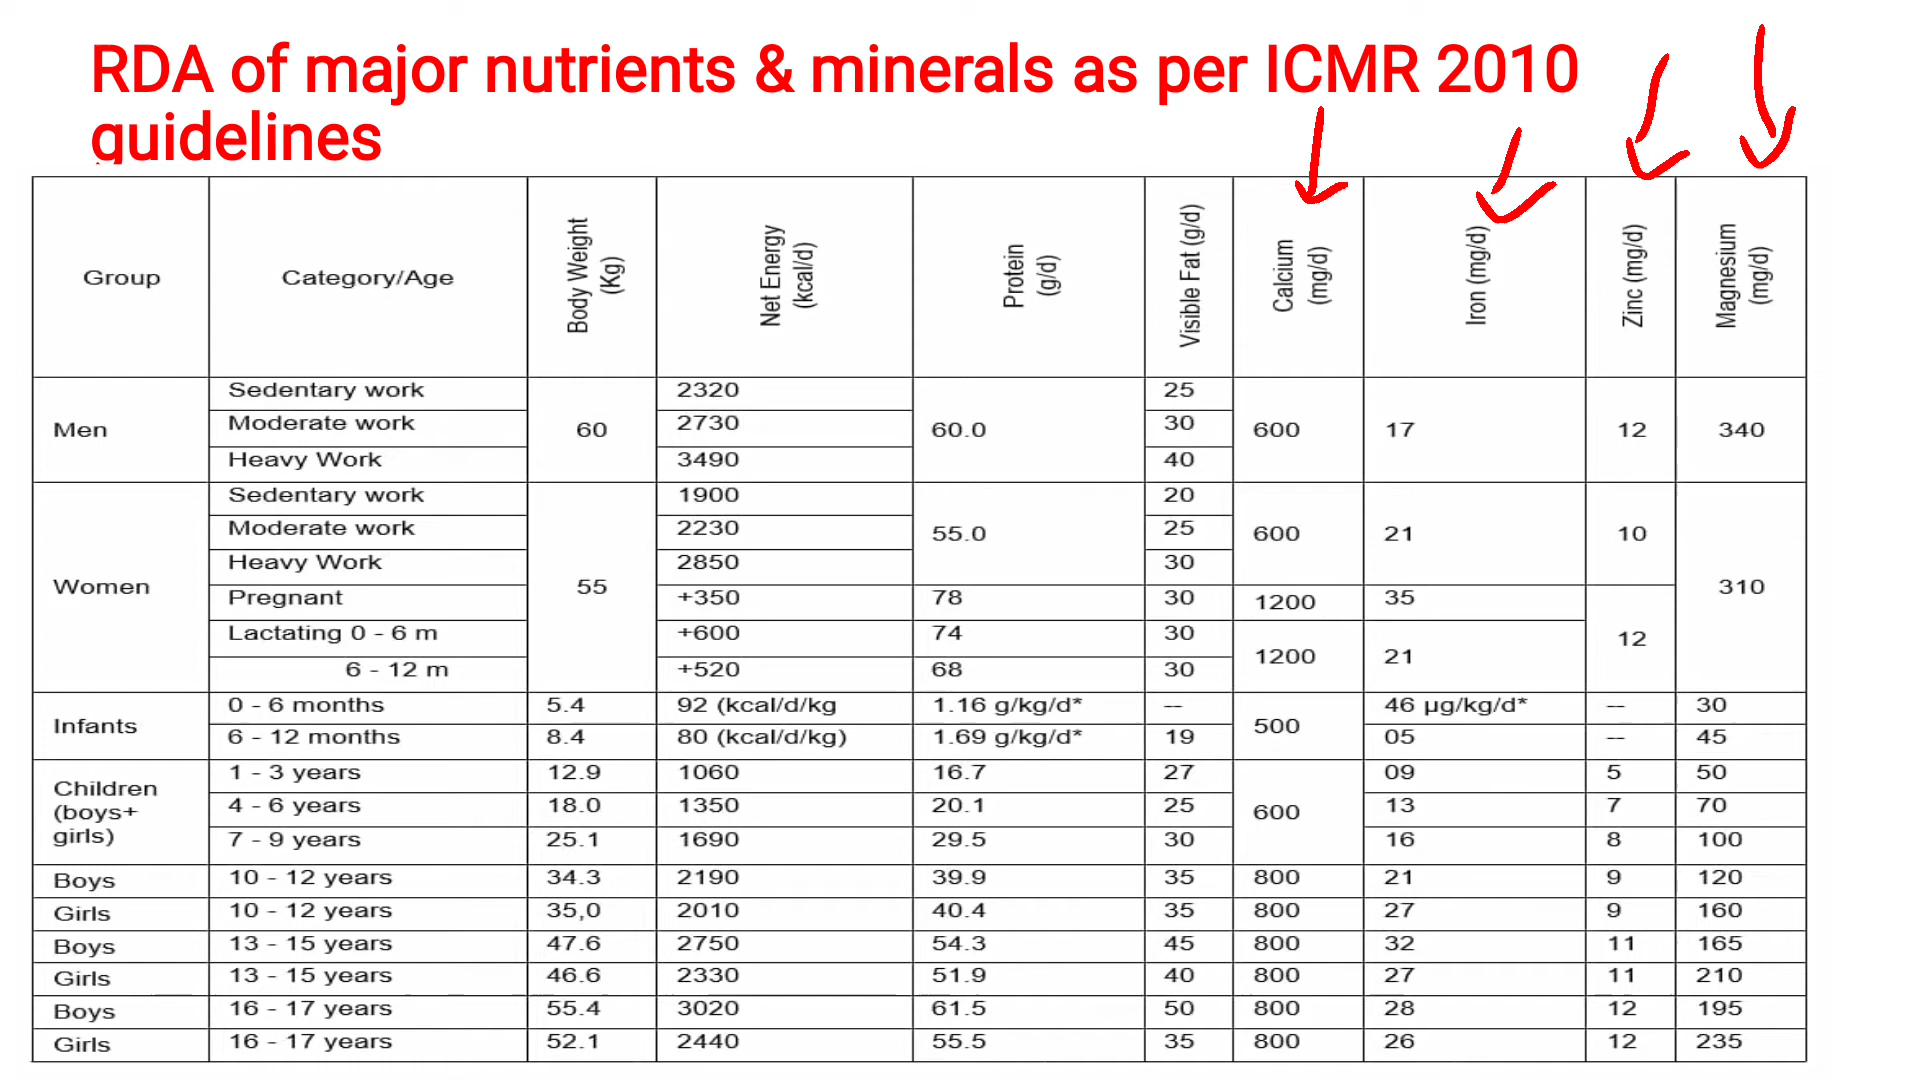 RDA of major nutrients & minerals as per ICMR 2010
guidelines
Group Category/Age Body Weight (Kg) Net Energy (kcal/d) Protein (g/d) Visible Fat (g/d) Calcium (mg/d) Iron (mg/d) Zinc (mg/d) Magnesium (mg/d)
Men Sedentary work 60 2320 60.0 25 600 17 12 340
Moderate work 2730 30
Heavy Work 3490 40
Women Sedentary work 55 1900 55.0 20 600 21 10 310
Moderate work 2230 25
Heavy Work 2850 30
Pregnant +350 78 30 1200 35 12
Lactating 0 - 6 m +600 74 30 1200 21
6 - 12 m +520 68 30
Infants 0 - 6 months 5.4 92 (kcal/d/kg 1.16 g/kg/d* -- 500 46 µg/kg/d* -- 30
6 - 12 months 8.4 80 (kcal/d/kg) 1.69 g/kg/d* 19 05 -- 45
Children (boys+ girls) 1 - 3 years 12.9 1060 16.7 27 600 09 5 50
4 - 6 years 18.0 1350 20.1 25 13 7 70
7 - 9 years 25.1 1690 29.5 30 16 8 100
Boys 10 - 12 years 34.3 2190 39.9 35 800 21 9 120
Girls 10 - 12 years 35,0 2010 40.4 35 800 27 9 160
Boys 13 - 15 years 47.6 2750 54.3 45 800 32 11 165
Girls 13 - 15 years 46.6 2330 51.9 40 800 27 11 210
Boys 16 - 17 years 55.4 3020 61.5 50 800 28 12 195
Girls 16 - 17 years 52.1 2440 55.5 35 800 26 12 235